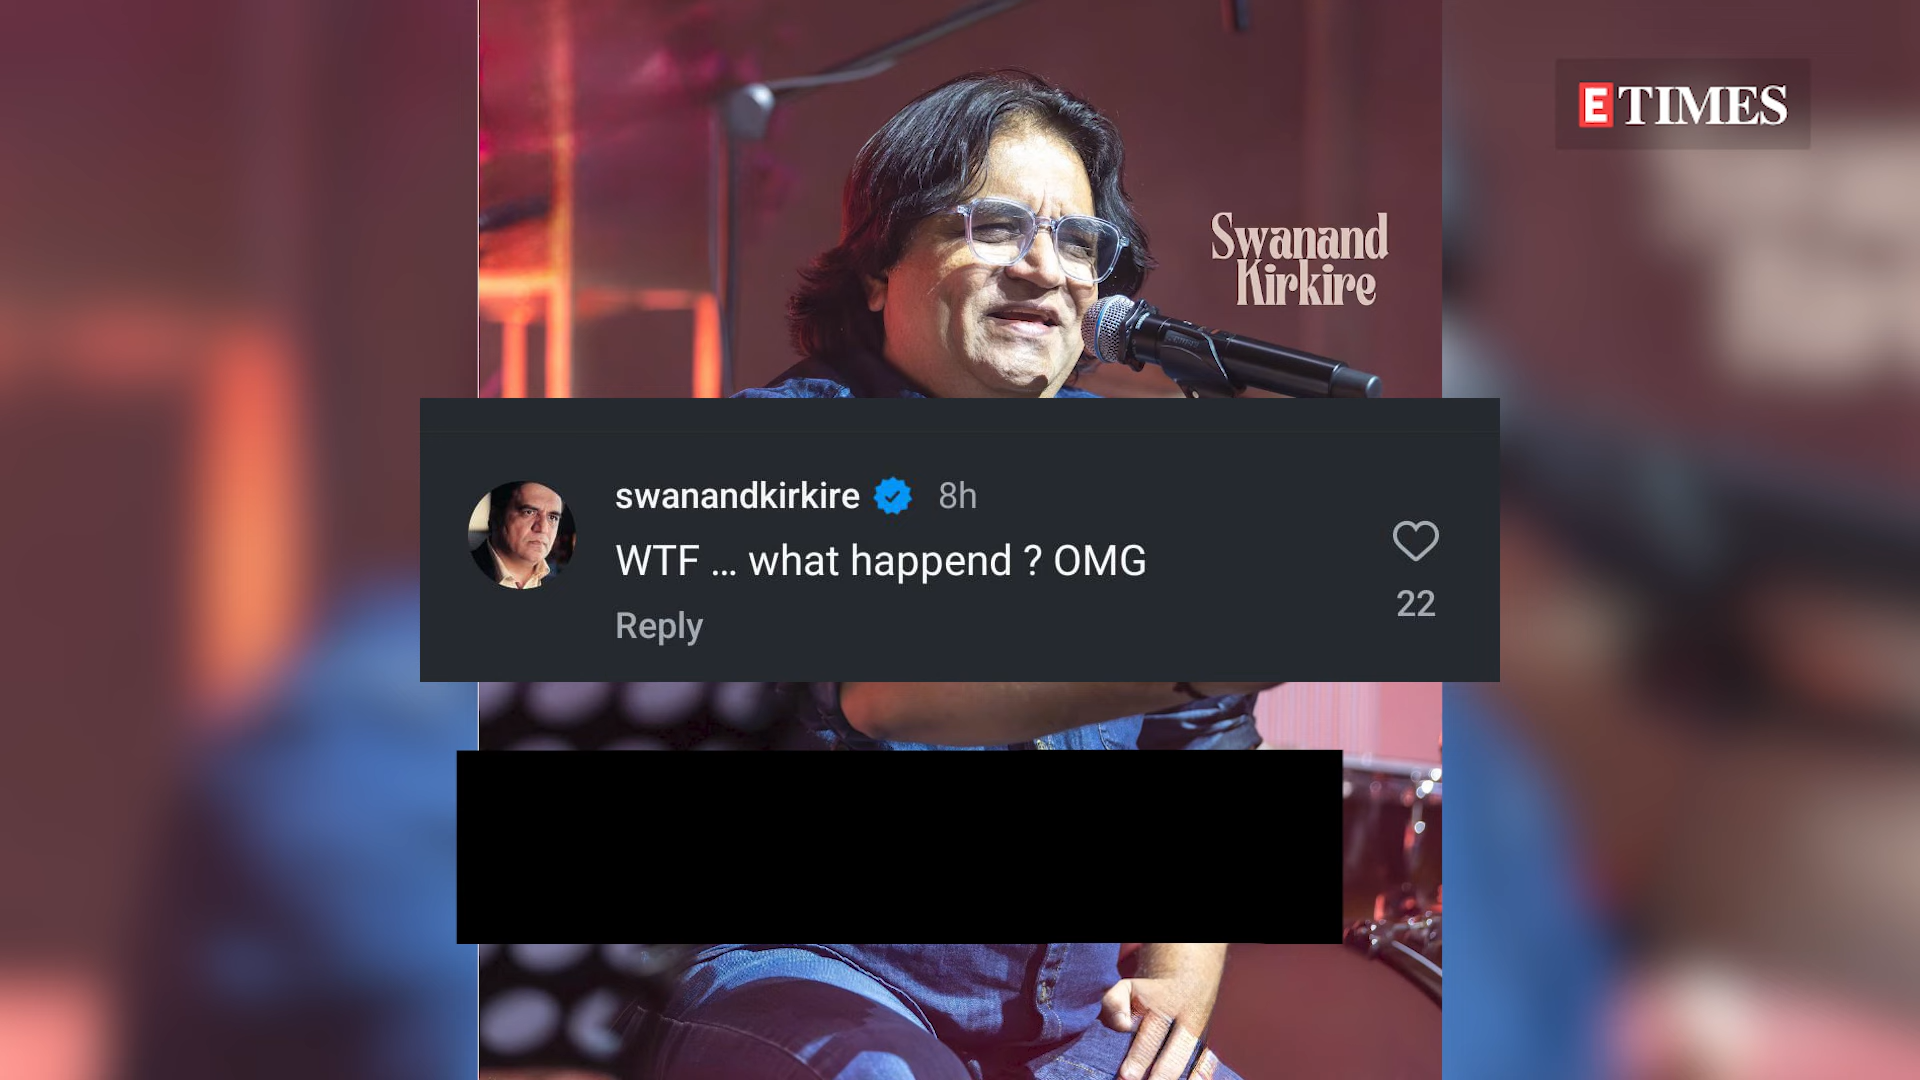 ETIMES
Swanand
Kirkire
swanandkirkire 8h
WTF ... what happend ? OMG
22
Reply